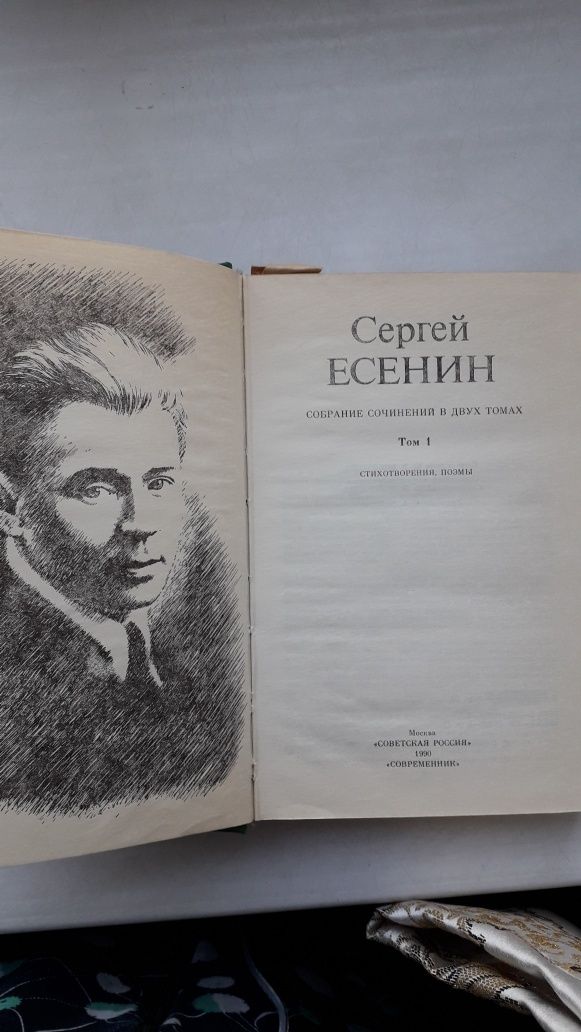 Сергей
ЕСЕНИН
СОБРАНИЕ СОЧИНЕНИЙ В ДВУХ ТОМАХ
Том 1
СТИХОТВОРЕНИЯ, ПОЭМЫ
Москва
«СОВЕТСКАЯ РОССИЯ»
1990
«СОВРЕМЕННИК»